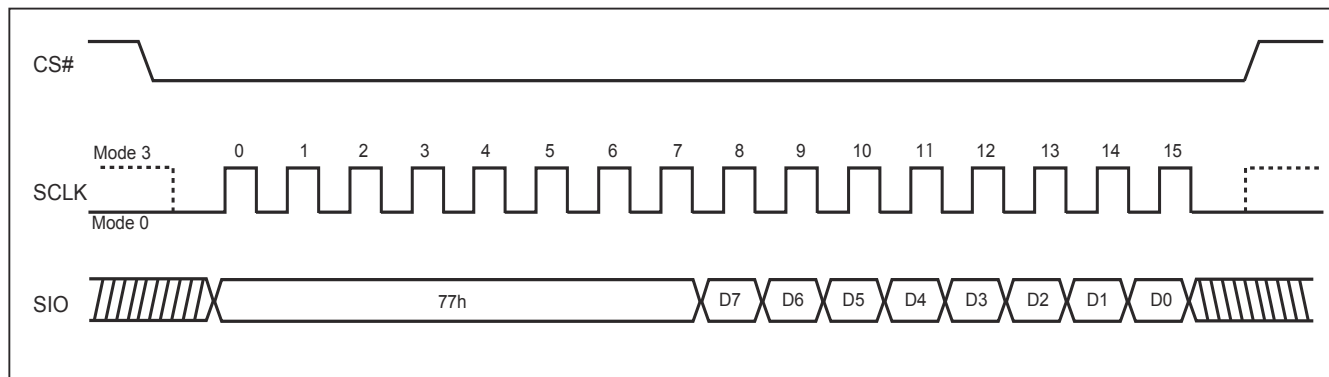 CS#
Mode 3
0 1 2 3 4 5 6 7 8 9 10 11 12 13 14 15
SCLK
Mode 0
SIO
77h D7 D6 D5 D4 D3 D2 D1 D0